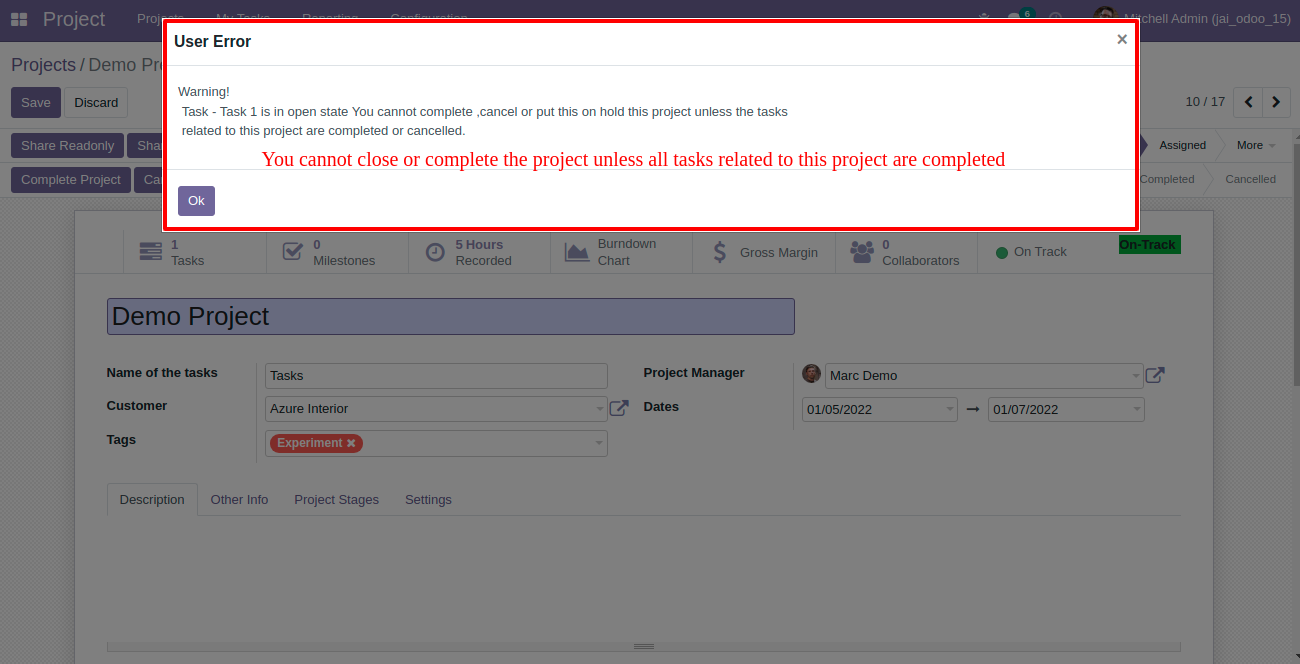 Project Projects My Tasks Reporting Configuration 6 Mitchell Admin (jai_odoo_15)
User Error ×
Projects / Demo
Save Discard 10 / 17
Warning!
Task - Task 1 is in open state You cannot complete ,cancel or put this on hold this project unless the tasks
related to this project are completed or cancelled.
Share Readonly Assigned More
You cannot close or complete the project unless all tasks related to this project are completed
Complete Project Completed Cancelled
Ok
1 Tasks
0 Milestones
5 Hours Recorded
Burndown Chart
Gross Margin
0 Collaborators
On Track
On-Track
Demo Project
Name of the tasks Tasks Project Manager Marc Demo
Customer Azure Interior Dates 01/05/2022 → 01/07/2022
Tags Experiment ×
Description Other Info Project Stages Settings